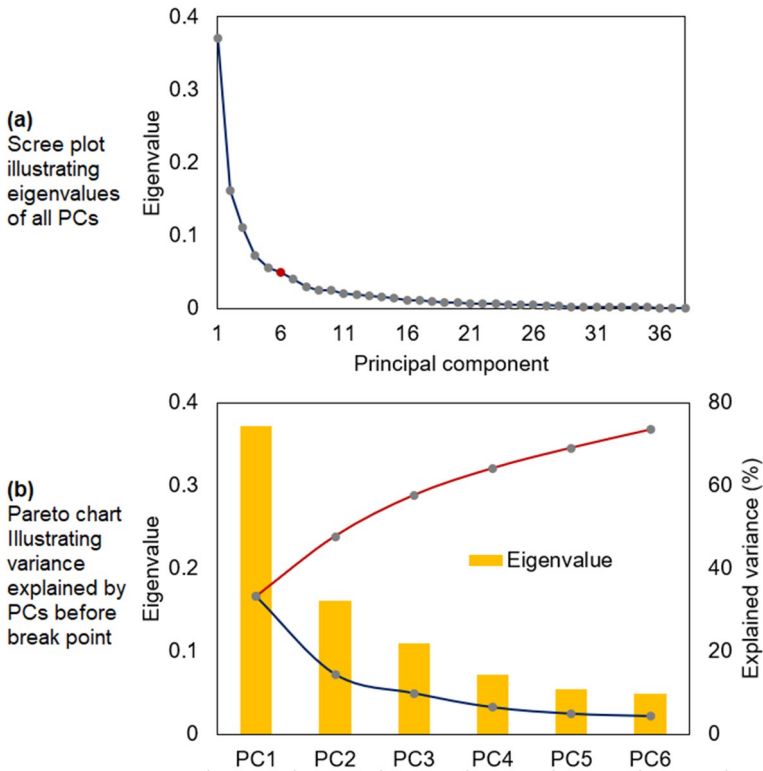 (a)
Scree plot
illustrating
eigenvalues
of all PCs
Eigenvalue
0.4
0.3
0.2
0.1
0
1 6 11 16 21 26 31 36
Principal component
(b)
Pareto chart
Illustrating
variance
explained by
PCs before
break point
Eigenvalue
0.4
0.3
0.2
0.1
0
Eigenvalue
80
60
40
20
0
Explained variance (%)
PC1 PC2 PC3 PC4 PC5 PC6